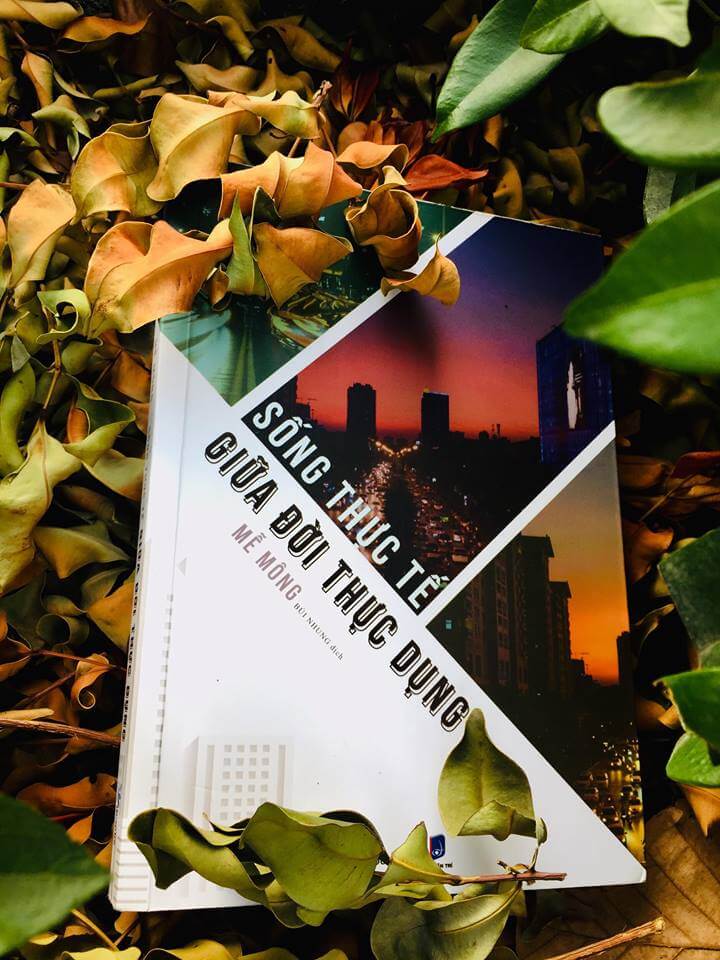 SỐNG THỰC TẾ
GIỮA ĐỜI THỰC DỤNG
MỄ MÔNG
BÙI NHUNG dịch